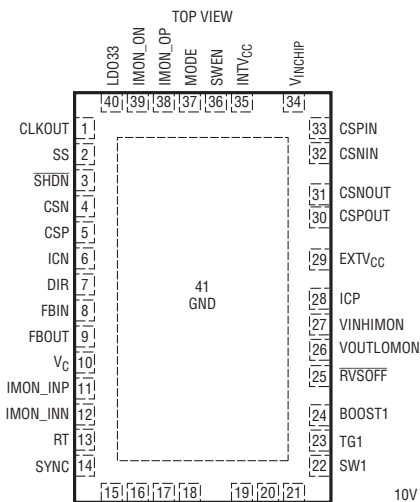 TOP VIEW
LDO33
IMON_ON
IMON_OP
MODE
SWEN
INTVCC
VINCHIP
40 39 38 37 36 35 34
CLKOUT 1
SS 2
SHDN 3
CSN 4
CSP 5
ICN 6
DIR 7
FBIN 8
FBOUT 9
VC 10
IMON_INP 11
IMON_INN 12
RT 13
SYNC 14
41
GND
33 CSPIN
32 CSNIN
31 CSNOUT
30 CSPOUT
29 EXTVCC
28 ICP
27 VINHIMON
26 VOUTLOMON
25 RVSOFF
24 BOOST1
23 TG1
22 SW1
15 16 17 18 19 20 21
10V